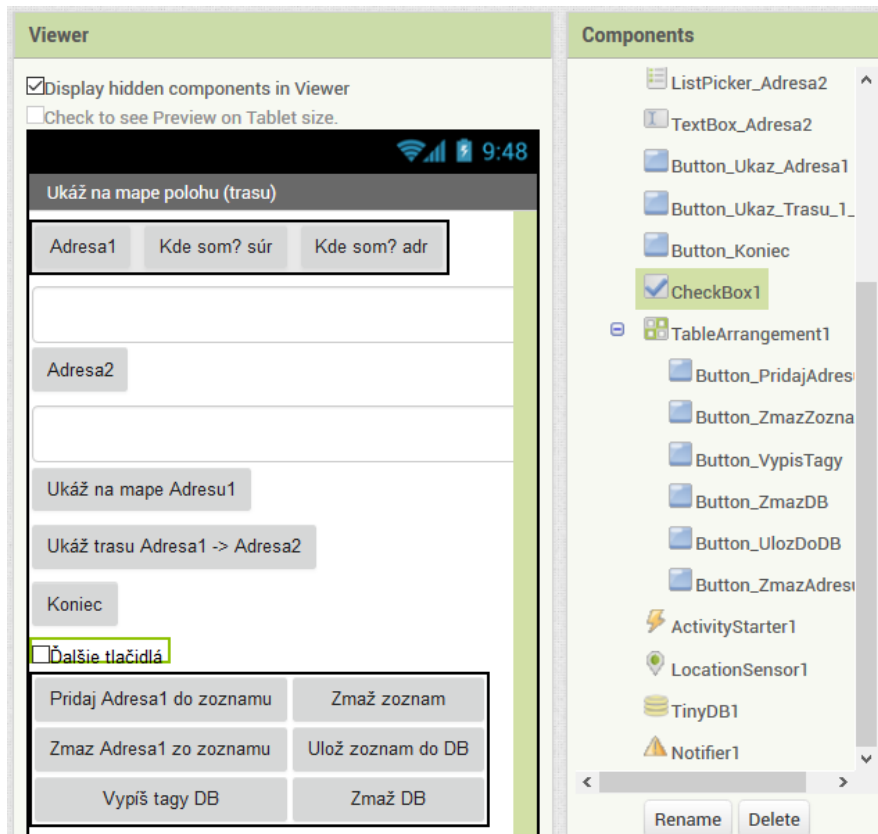 Viewer
Display hidden components in Viewer
Check to see Preview on Tablet size.
9:48
Ukáž na mape polohu (trasu)
Adresa1 Kde som? súr Kde som? adr
Adresa2
Ukáž na mape Adresu1
Ukáž trasu Adresa1 -> Adresa2
Koniec
Ďalšie tlačidlá
Pridaj Adresa1 do zoznamu Zmaž zoznam
Zmaz Adresa1 zo zoznamu Ulož zoznam do DB
Vypíš tagy DB Zmaž DB
Components
ListPicker_Adresa2
TextBox_Adresa2
Button_Ukaz_Adresa1
Button_Ukaz_Trasu_1_
Button_Koniec
CheckBox1
TableArrangement1
Button_PridajAdres
Button_ZmazZozna
Button_VypisTagy
Button_ZmazDB
Button_UlozDoDB
Button_ZmazAdres
ActivityStarter1
LocationSensor1
TinyDB1
Notifier1
Rename Delete